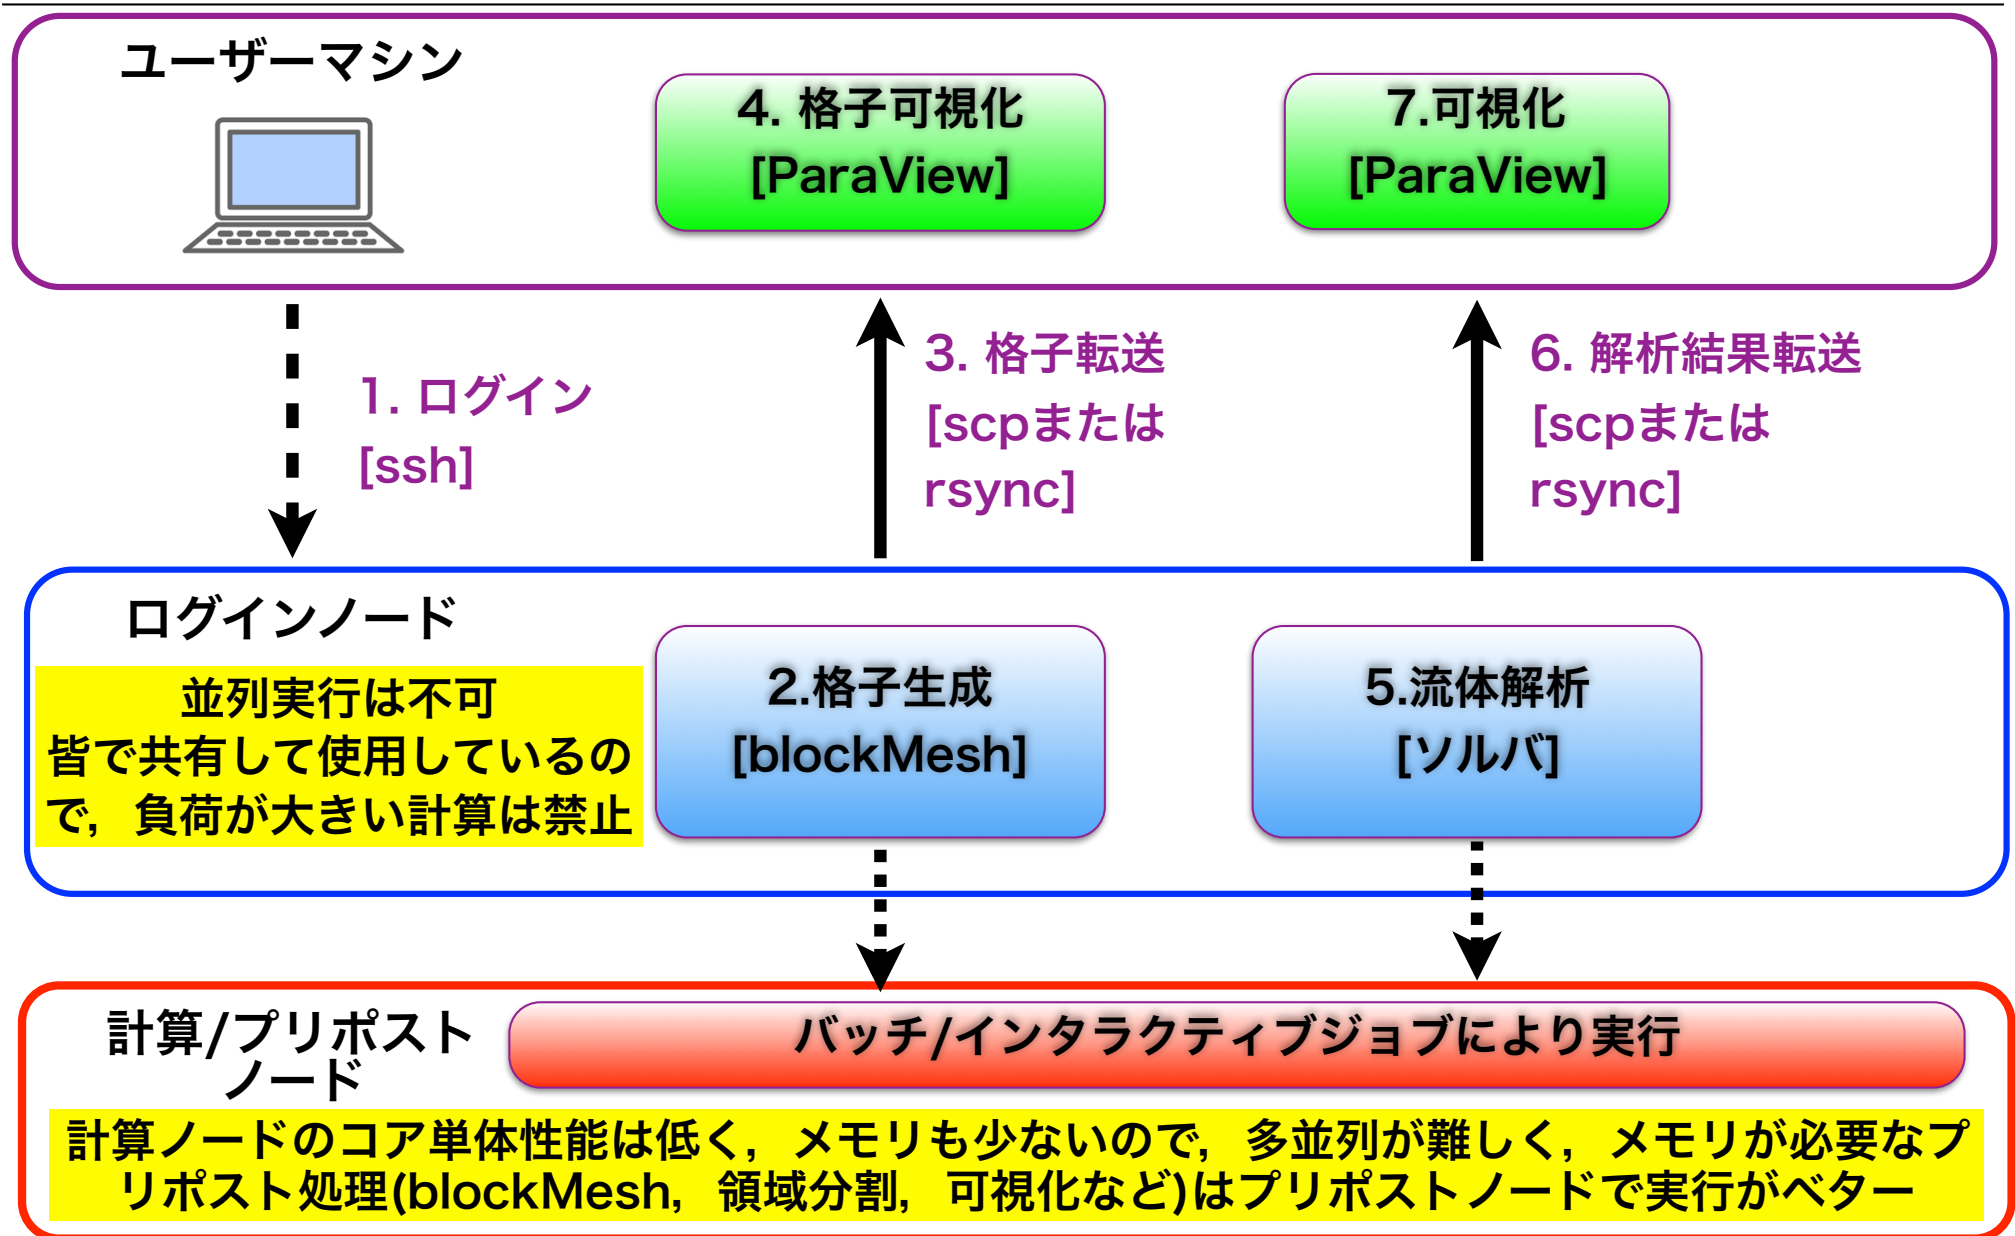 ユーザーマシン
4. 格子可視化
[ParaView]
7.可視化
[ParaView]
1. ログイン
[ssh]
3. 格子転送
[scpまたは
rsync]
6. 解析結果転送
[scpまたは
rsync]
ログインノード
並列実行は不可
皆で共有して使用しているの
で，負荷が大きい計算は禁止
2.格子生成
[blockMesh]
5.流体解析
[ソルバ]
計算/プリポスト
ノード
バッチ/インタラクティブジョブにより実行
計算ノードのコア単体性能は低く，メモリも少ないので，多並列が難しく，メモリが必要なプ
リポスト処理(blockMesh，領域分割，可視化など)はプリポストノードで実行がベター